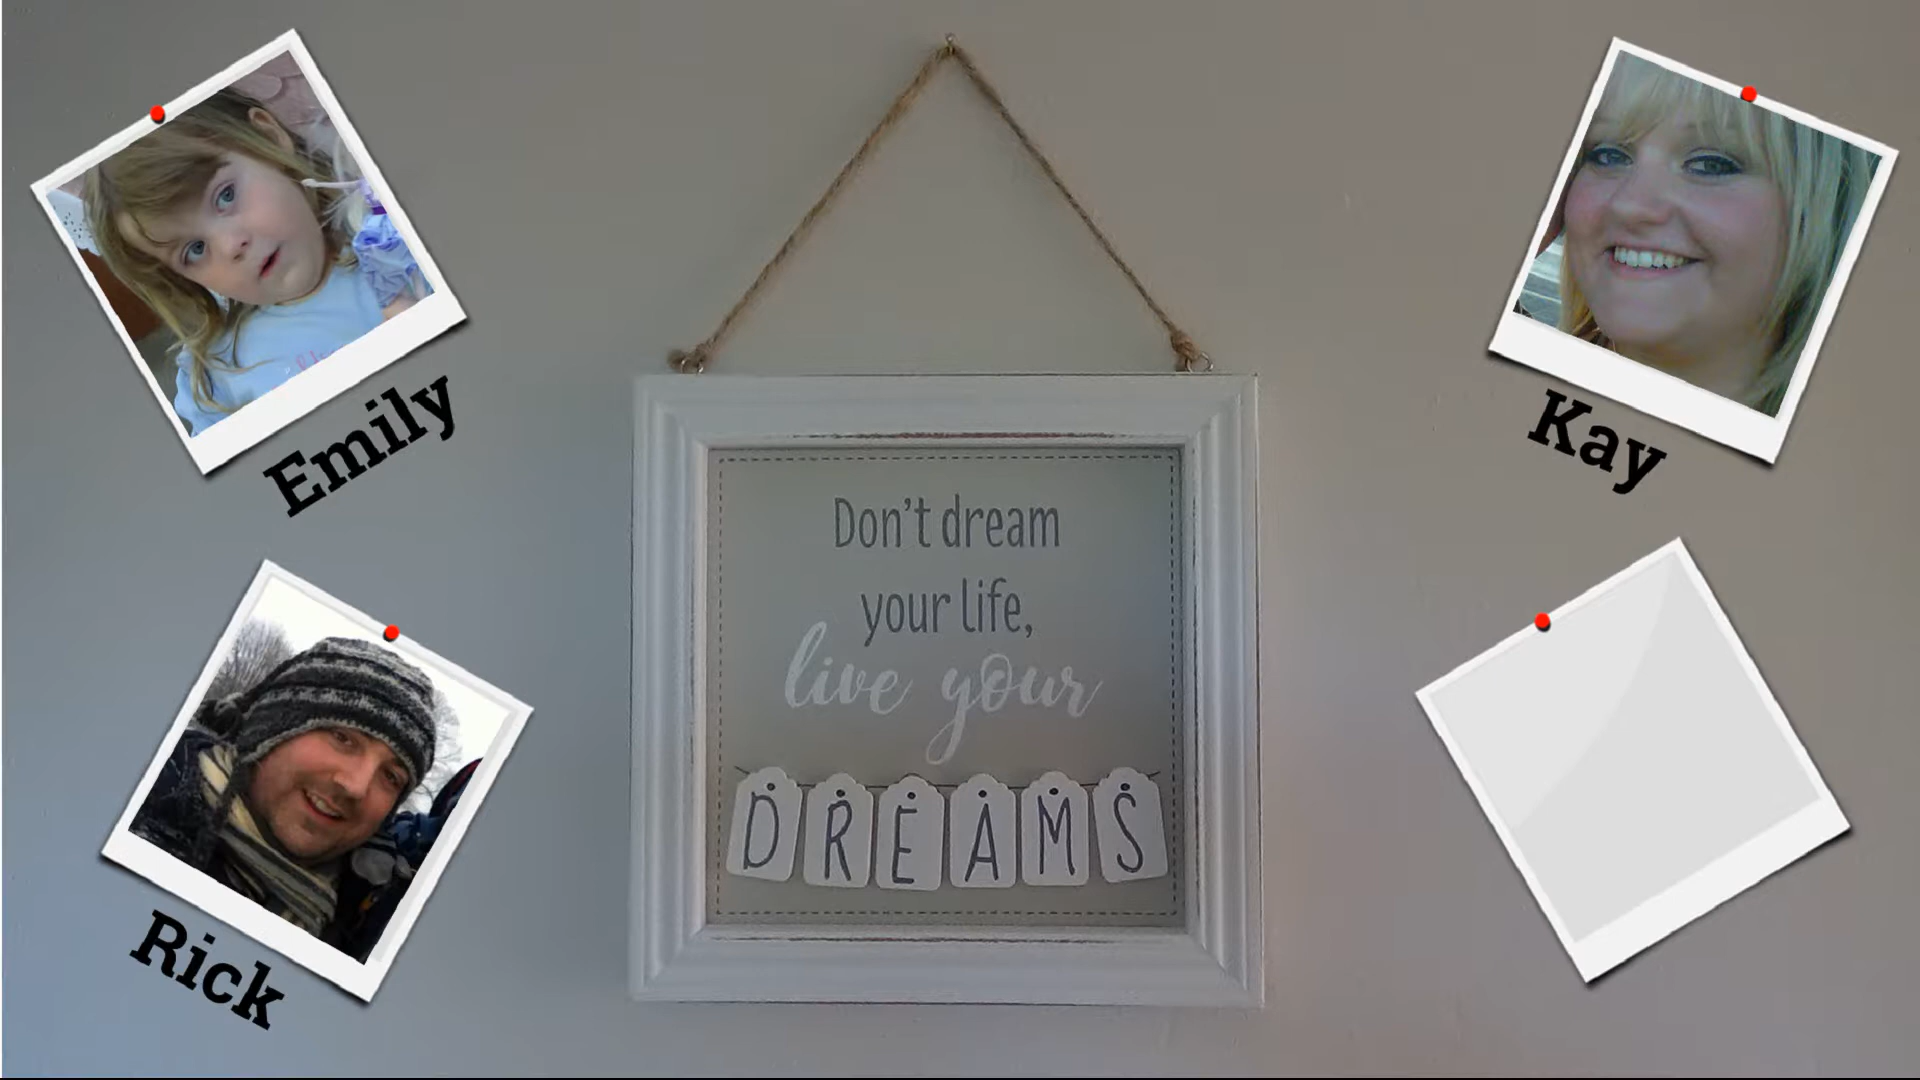 Emily
Kay
Don't dream
your life,
live your
DREAMS
Rick